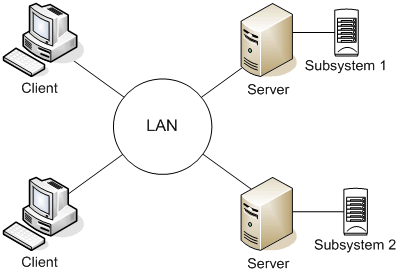 Client
Server
Subsystem 1
LAN
Client
Server
Subsystem 2